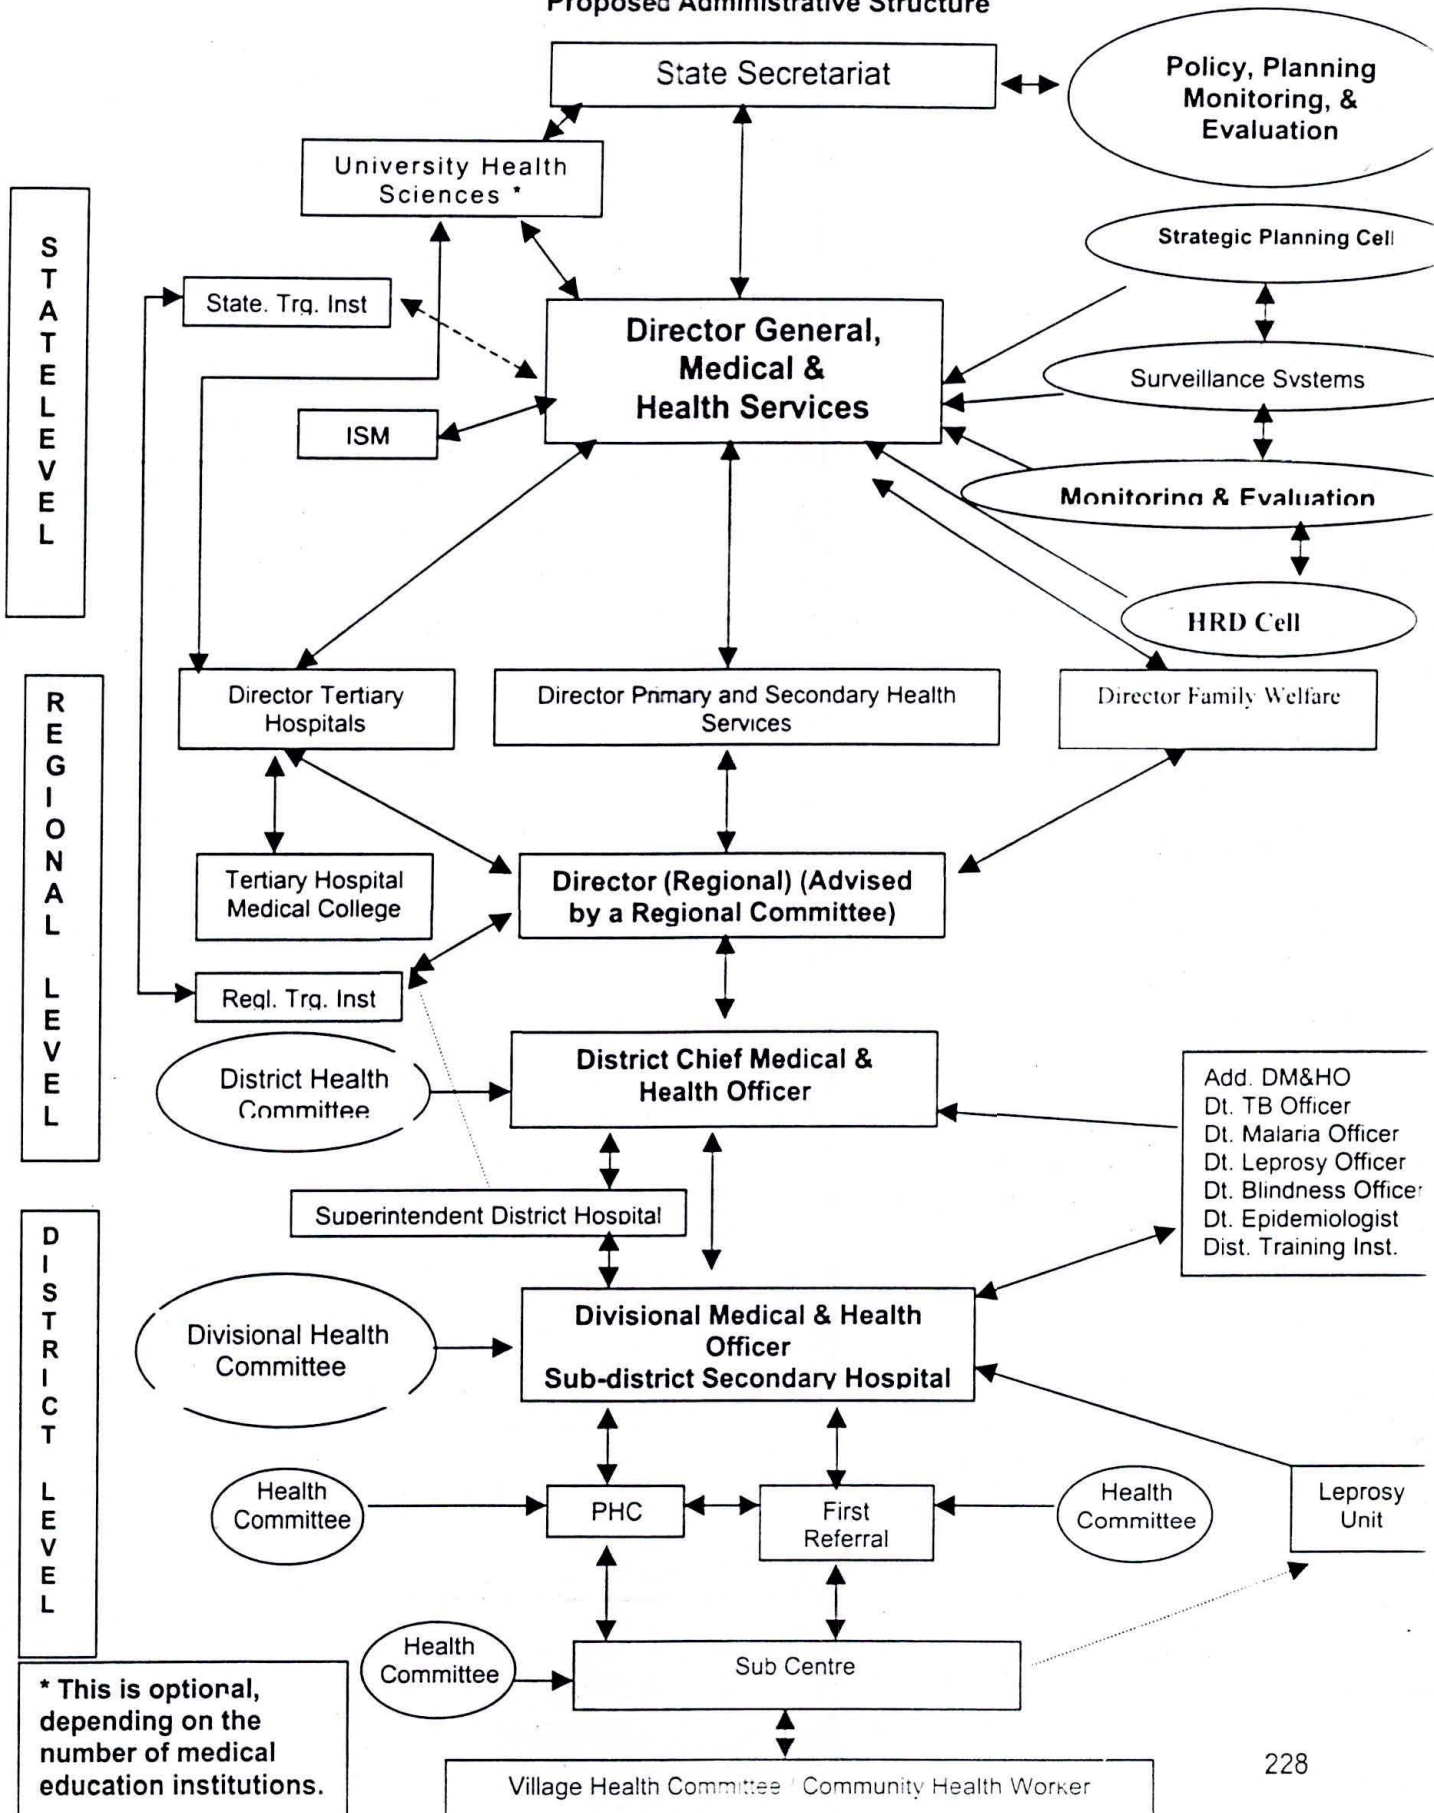 Proposed Administrative Structure
State Secretariat
Policy, Planning
Monitoring, &
Evaluation
University Health
Sciences *
Strategic Planning Cell
STATE LEVEL
State. Trg. Inst
Director General,
Medical &
Health Services
Surveillance Systems
ISM
Monitoring & Evaluation
HRD Cell
REGIONAL LEVEL
Director Tertiary
Hospitals
Director Primary and Secondary Health
Services
Director Family Welfare
Tertiary Hospital
Medical College
Director (Regional) (Advised
by a Regional Committee)
Regl. Trg. Inst
District Health
Committee
District Chief Medical &
Health Officer
Add. DM&HO
Dt. TB Officer
Dt. Malaria Officer
Dt. Leprosy Officer
Dt. Blindness Officer
Dt. Epidemiologist
Dist. Training Inst.
Superintendent District Hospital
DISTRICT LEVEL
Divisional Health
Committee
Divisional Medical & Health
Officer
Sub-district Secondary Hospital
Health
Committee
PHC
First
Referral
Health
Committee
Leprosy
Unit
Health
Committee
Sub Centre
* This is optional,
depending on the
number of medical
education institutions.
Village Health Committee / Community Health Worker
228